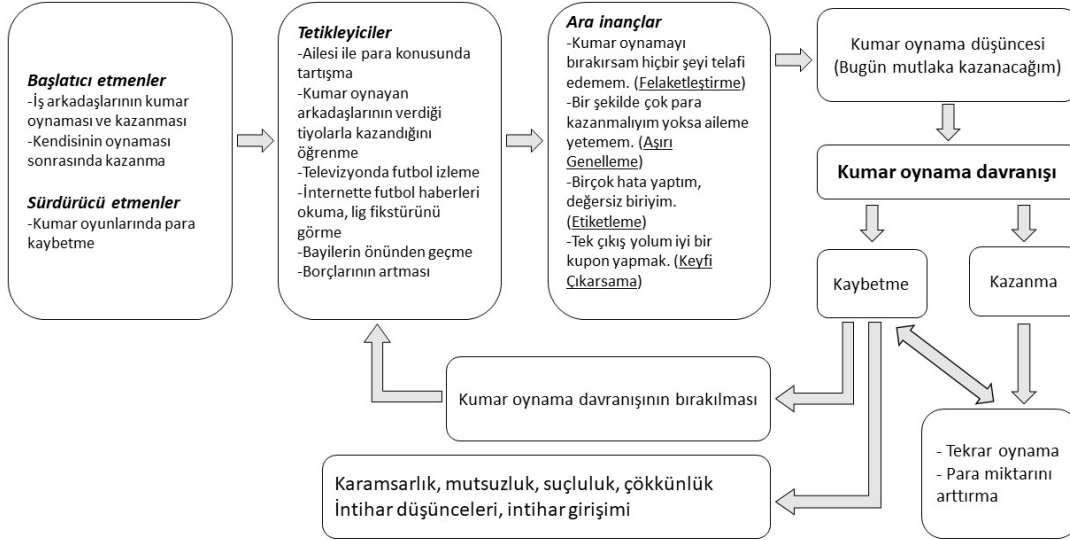 Başlatıcı etmenler
-İş arkadaşlarının kumar
oynaması ve kazanması
-Kendisinin oynaması
sonrasında kazanma
Sürdürücü etmenler
-Kumar oyunlarında para
kaybetme
Tetikleyiciler
-Ailesi ile para konusunda
tartışma
-Kumar oynayan
arkadaşlarının verdiği
tiyolarla kazandığını
öğrenme
-Televizyonda futbol izleme
-İnternette futbol haberleri
okuma, lig fikstürünü
görme
-Bayilerin önünden geçme
-Borçlarının artması
Ara inançlar
-Kumar oynamayı
bırakırsam hiçbir şeyi telafi
edemem. (Felaketleştirme)
-Bir şekilde çok para
kazanmalıyım yoksa aileme
yetemem. (Aşırı
Genelleme)
-Birçok hata yaptım,
değersiz biriyim.
(Etiketleme)
-Tek çıkış yolum iyi bir
kupon yapmak. (Keyfi
Çıkarsama)
Kumar oynama düşüncesi
(Bugün mutlaka kazanacağım)
Kumar oynama davranışı
Kaybetme
Kazanma
Kumar oynama davranışının bırakılması
- Tekrar oynama
- Para miktarını
arttırma
Karamsarlık, mutsuzluk, suçluluk, çökkünlük
İntihar düşünceleri, intihar girişimi